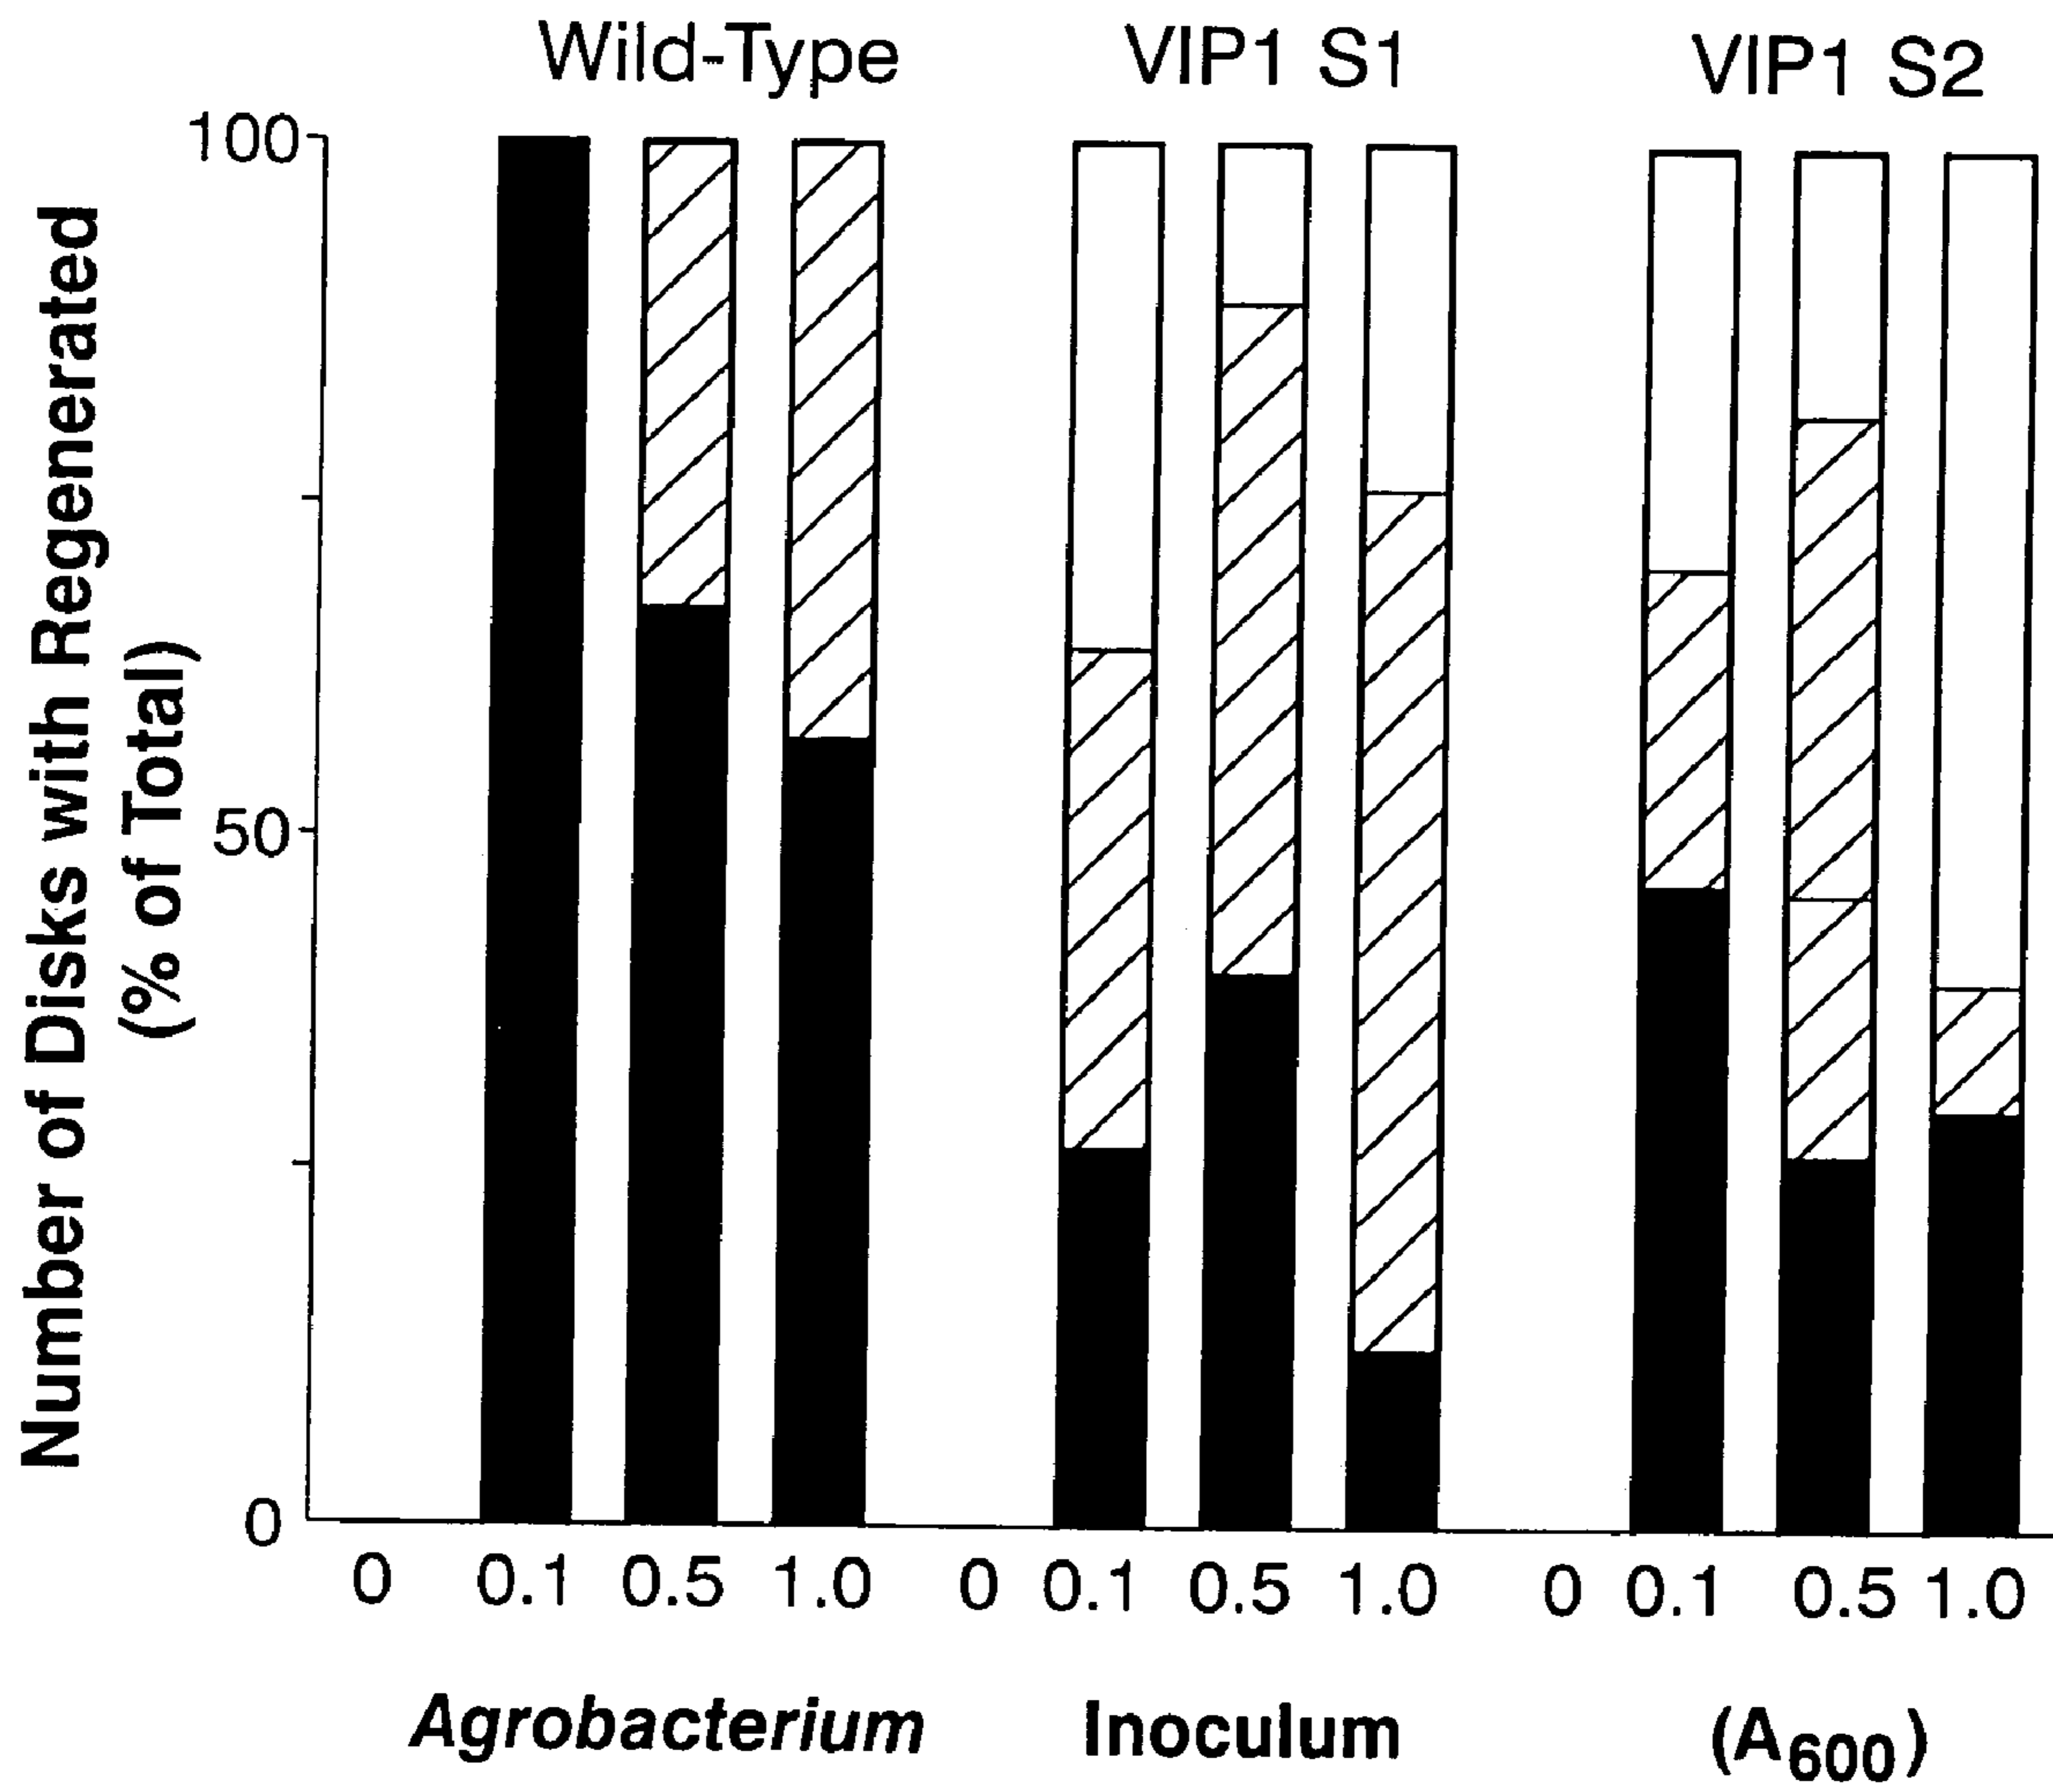 Wild-Type VIP1 S1 VIP1 S2
Number of Disks with Regenerated
(% of Total)
100
50
0
0 0.1 0.5 1.0 0 0.1 0.5 1.0 0 0.1 0.5 1.0
Agrobacterium Inoculum (A600)